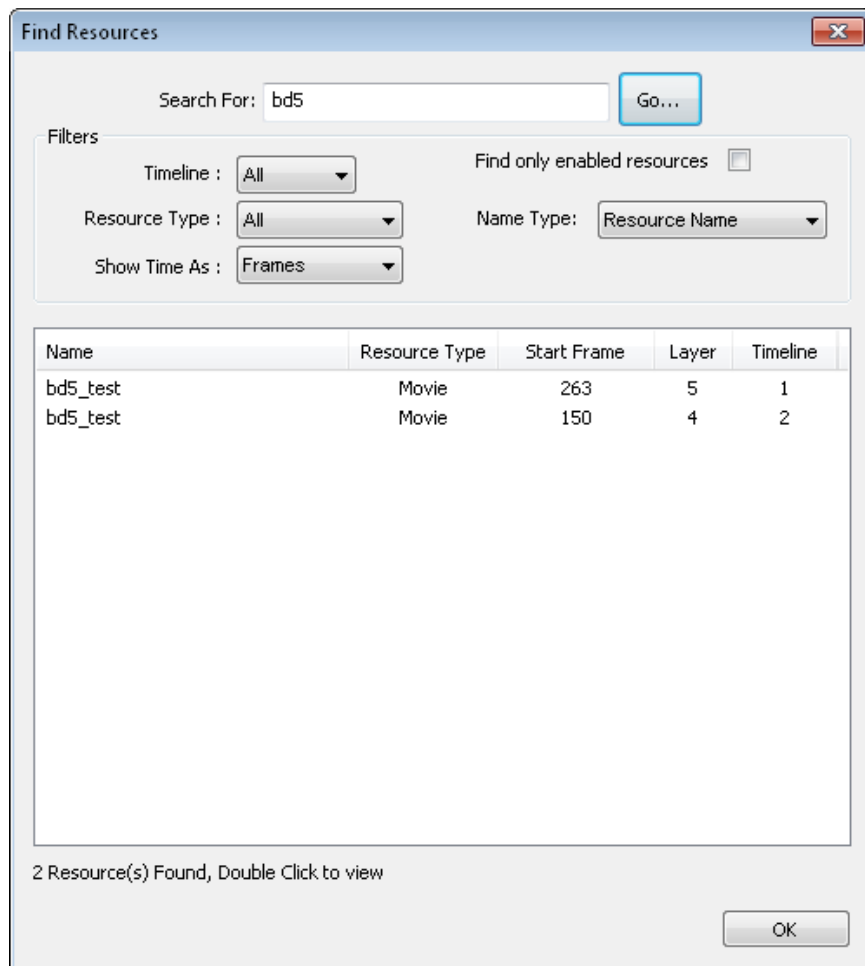 Find Resources
Search For: bd5 Go...
Filters
Timeline : All Find only enabled resources
Resource Type : All Name Type: Resource Name
Show Time As : Frames
Name Resource Type Start Frame Layer Timeline
bd5_test Movie 263 5 1
bd5_test Movie 150 4 2
2 Resource(s) Found, Double Click to view
OK